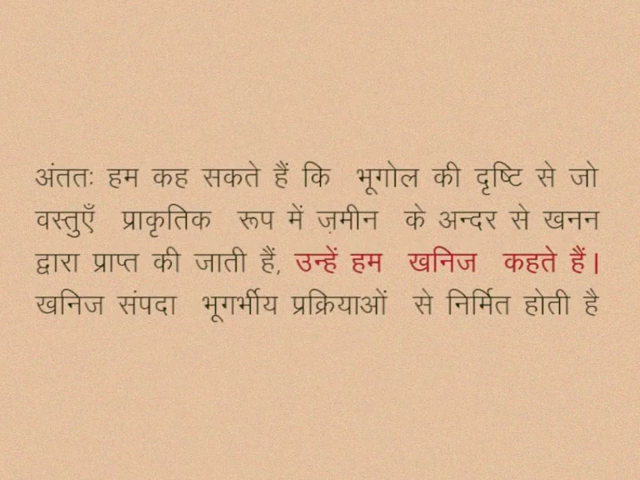 अंततः हम कह सकते हैं कि भूगोल की दृष्टि से जो
वस्तुएँ प्राकृतिक रूप में ज़मीन के अन्दर से खनन
द्वारा प्राप्त की जाती हैं, उन्हें हम खनिज कहते हैं।
खनिज संपदा भूगर्भीय प्रक्रियाओं से निर्मित होती है